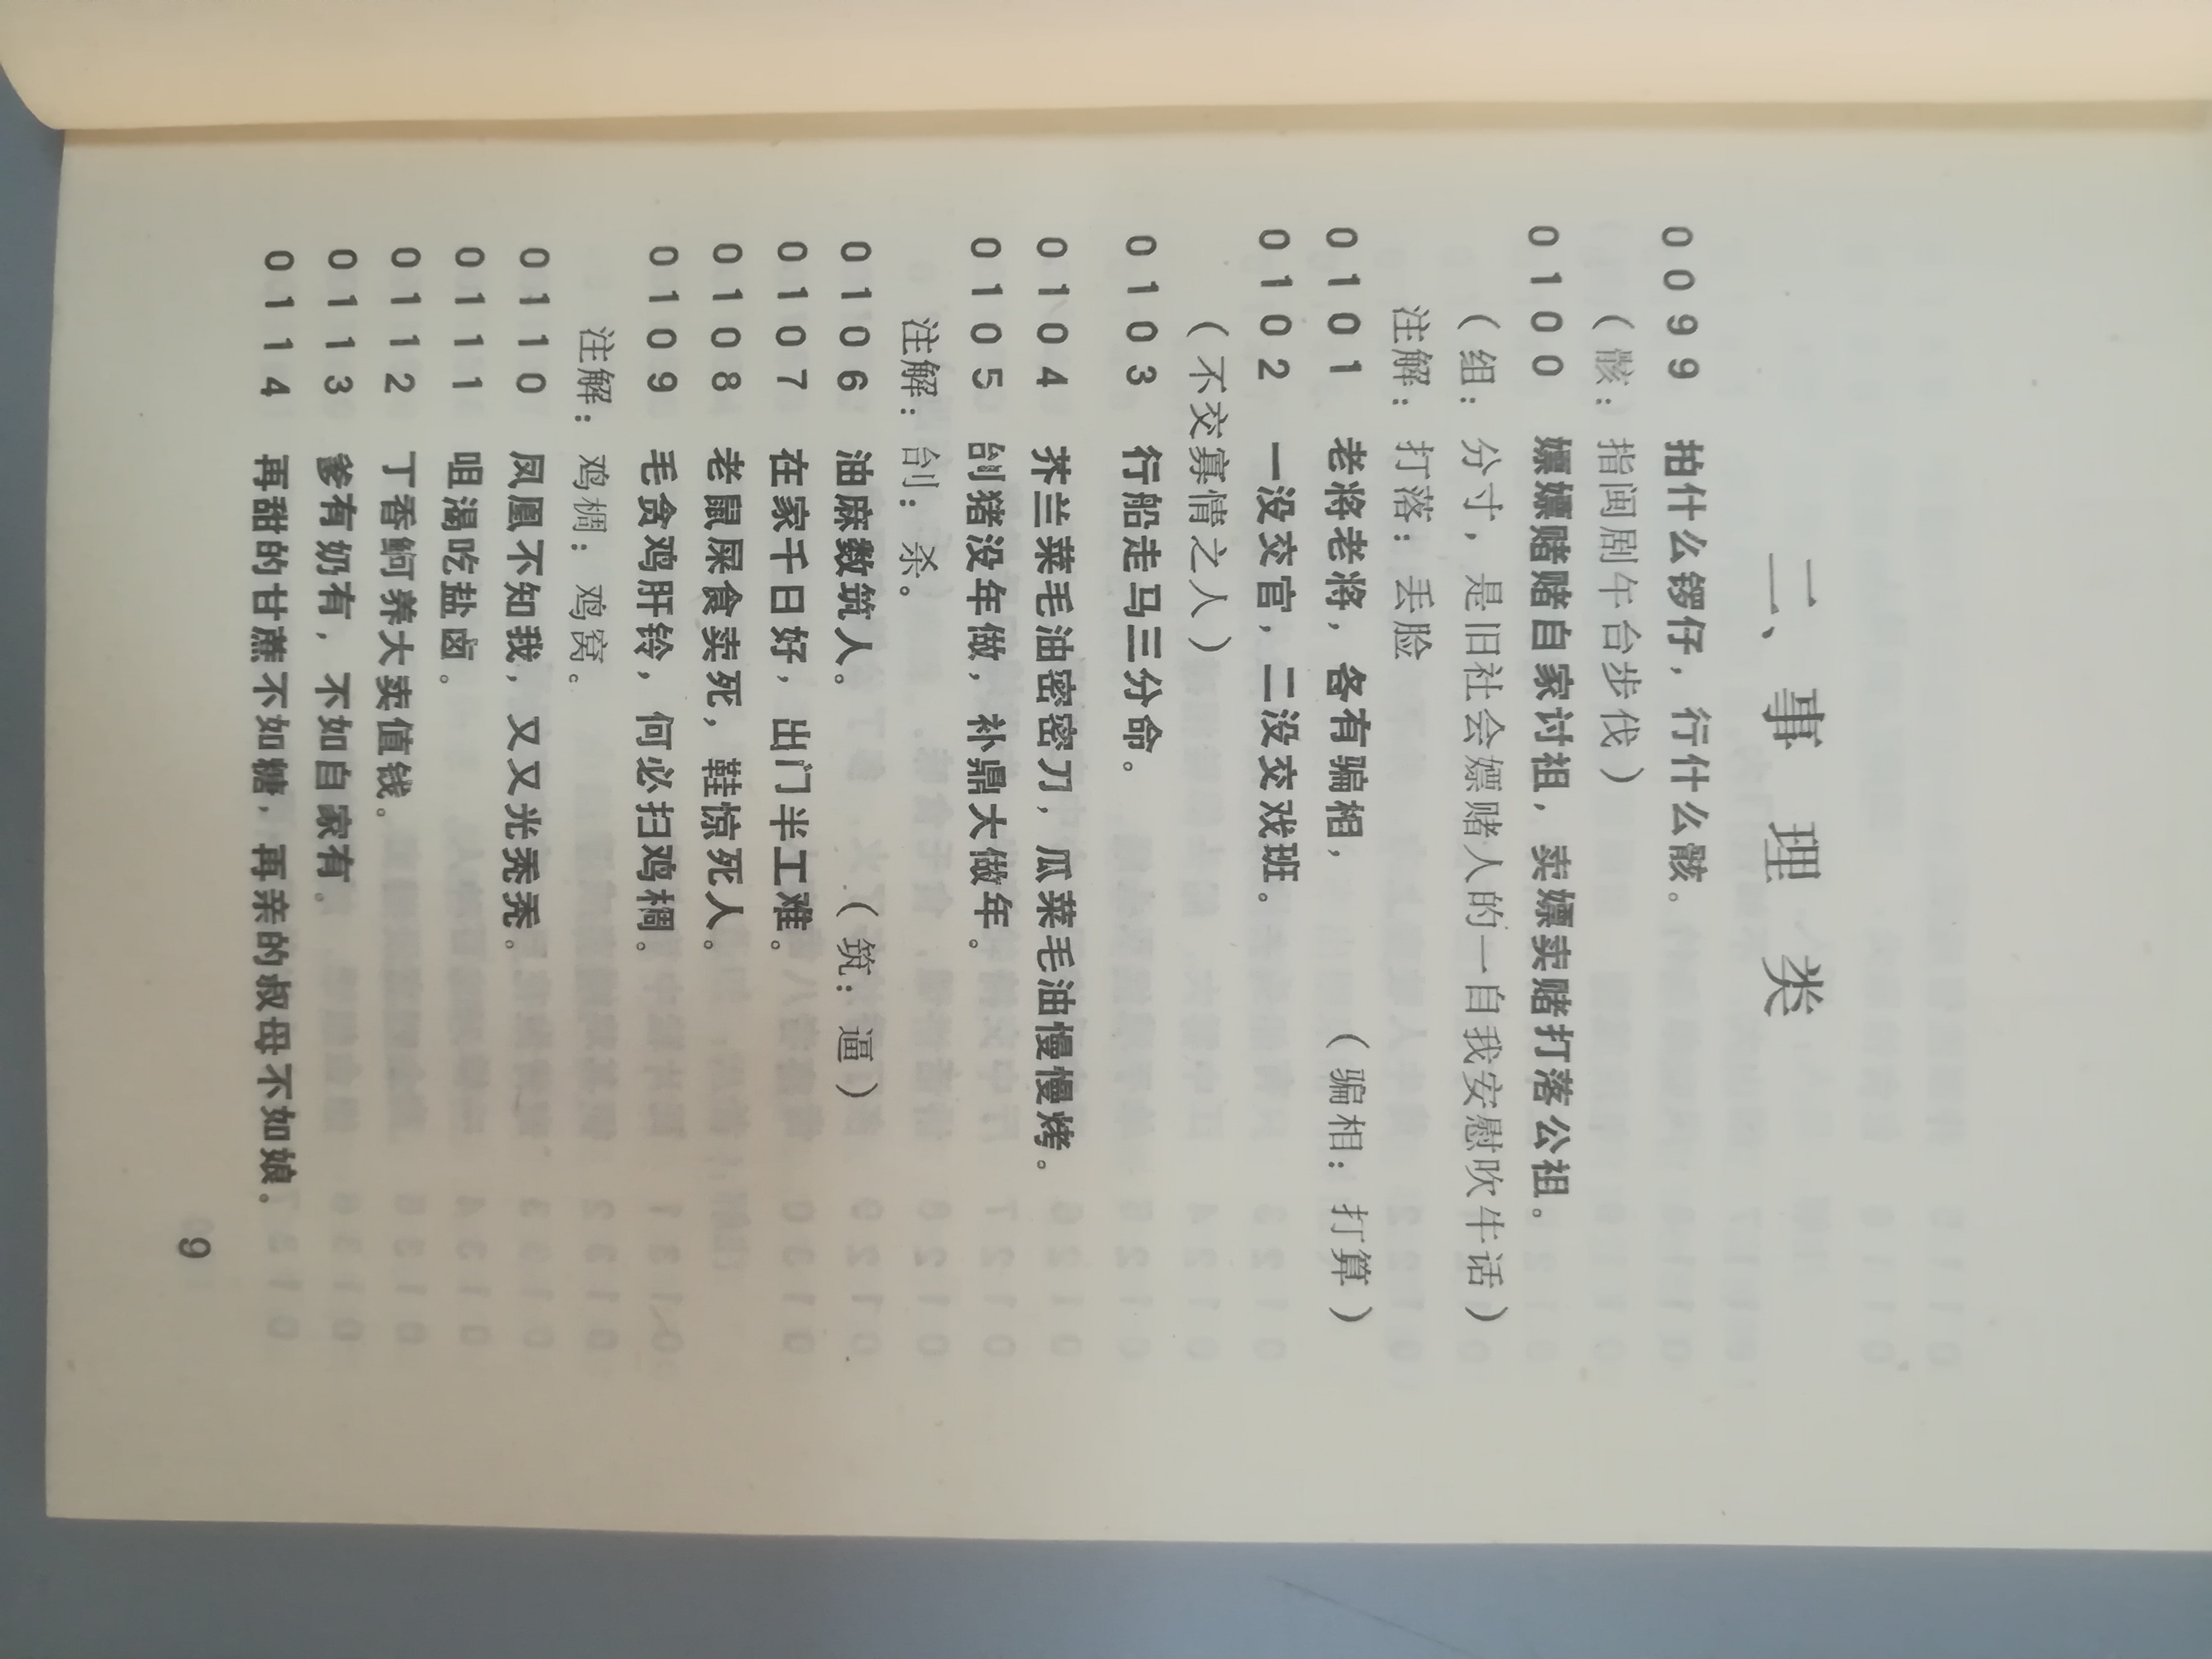 二、事 理 类
0099 拍什么锣仔，行什么骸。
（骸：指闽剧午台步伐）
0100 嫖嫖赌赌自家讨祖，卖嫖卖赌打落公祖。
（组：分寸，是旧社会嫖赌人的一自我安慰吹牛话）
注解：打落：丢脸
0101 老将老将，各有骗相，（骗相：打算）
0102 一没交官，二没交戏班。
（不交寡情之人）
0103 行船走马三分命。
0104 芥兰菜毛油密密刀，瓜菜毛油慢慢烤。
0105 刣猪没年做，补鼎大做年。
注解：刣：杀。
0106 油麻数筑人。（筑：逼）
0107 在家千日好，出门半工难。
0108 老鼠屎食卖死，鞋惊死人。
0109 毛贪鸡肝铃，何必扫鸡椆。
注解：鸡椆：鸡窝。
0110 凤凰不知我，又又光秃秃。
0111 咀渴吃盐卤。
0112 丁香魺养大卖值钱。
0113 爹有奶有，不如自家有。
0114 再甜的甘蔗不如糖，再亲的叔母不如娘。
9